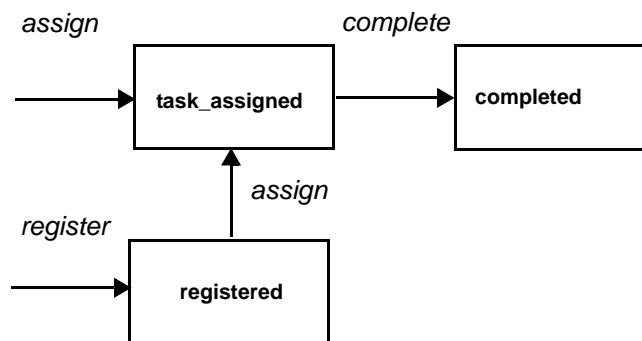 assign
complete
task_assigned
completed
assign
register
registered